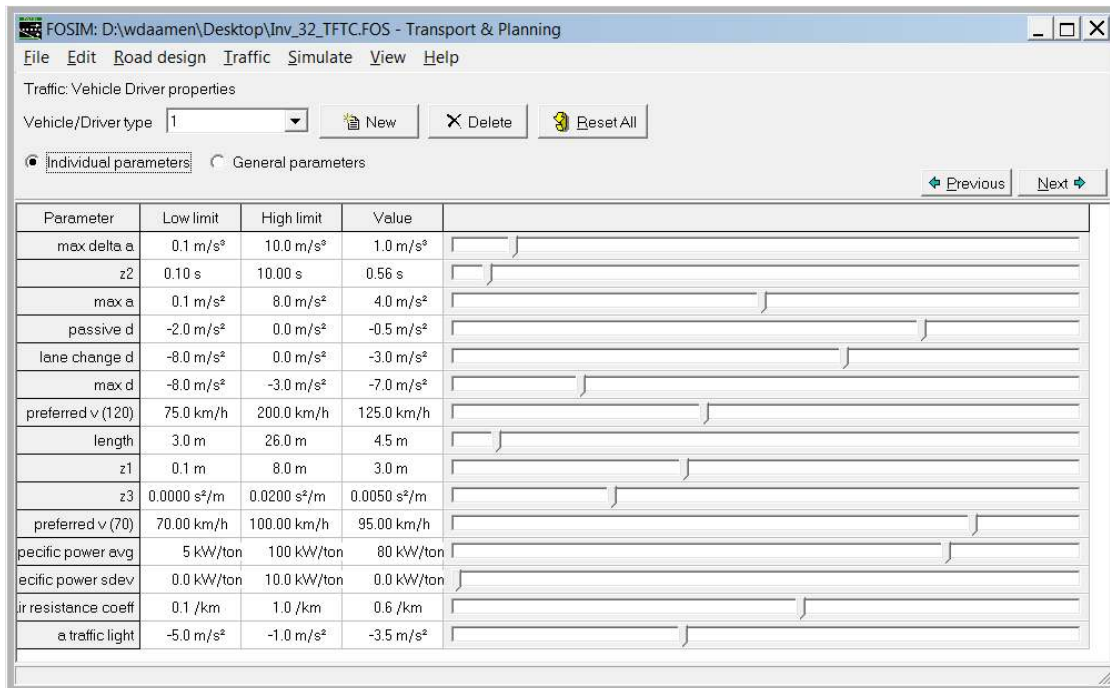 FOSIM: D:\wdaamen\Desktop\Inv_32_TFTC.FOS - Transport & Planning
File Edit Road design Traffic Simulate View Help
Traffic: Vehicle Driver properties
Vehicle/Driver type 1 New Delete Reset All
Individual parameters General parameters
Previous Next
Parameter Low limit High limit Value
max delta a 0.1 m/s³ 10.0 m/s³ 1.0 m/s³
z2 0.10 s 10.00 s 0.56 s
max a 0.1 m/s² 8.0 m/s² 4.0 m/s²
passive d -2.0 m/s² 0.0 m/s² -0.5 m/s²
lane change d -8.0 m/s² 0.0 m/s² -3.0 m/s²
max d -8.0 m/s² -3.0 m/s² -7.0 m/s²
preferred v (120) 75.0 km/h 200.0 km/h 125.0 km/h
length 3.0 m 26.0 m 4.5 m
z1 0.1 m 8.0 m 3.0 m
z3 0.0000 s²/m 0.0200 s²/m 0.0050 s²/m
preferred v (70) 70.00 km/h 100.00 km/h 95.00 km/h
pecific power avg 5 kW/ton 100 kW/ton 80 kW/ton
ecific power sdev 0.0 kW/ton 10.0 kW/ton 0.0 kW/ton
ir resistance coeff 0.1 /km 1.0 /km 0.6 /km
a traffic light -5.0 m/s² -1.0 m/s² -3.5 m/s²